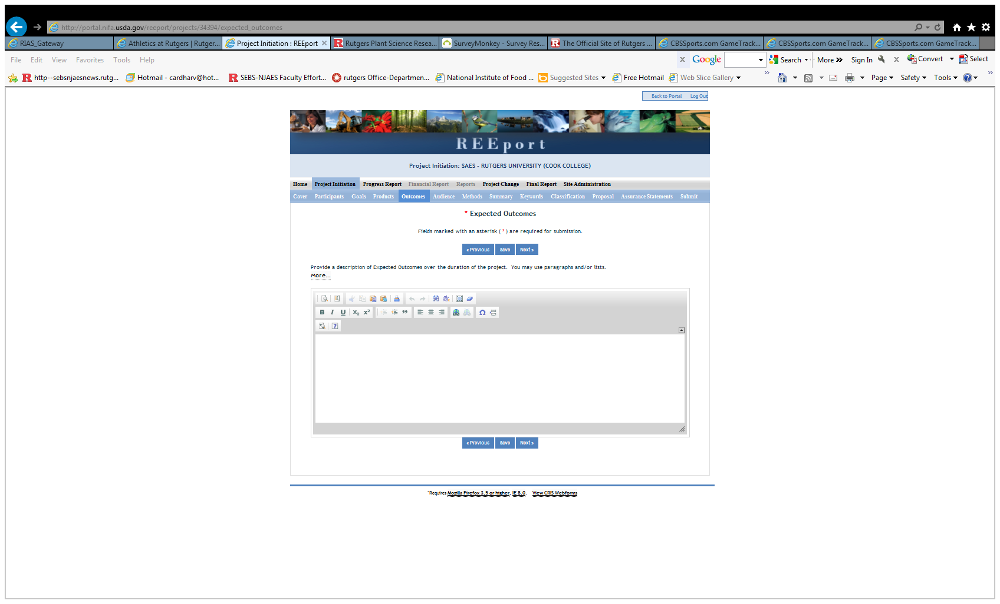 http://portal.nifa.usda.gov/reeport/projects/34394/expected_outcomes
RIAS_Gateway Athletics at Rutgers | Rutger... Project Initiation : REEport Rutgers Plant Science Resea... SurveyMonkey - Survey Res... The Official Site of Rutgers ... CBSSports.com GameTrack... CBSSports.com GameTrack... CBSSports.com GameTrack...
File Edit View Favorites Tools Help x Google Search More » Sign In x Convert Select
http--sebsnjaesnews.rutg... Hotmail - cardharv@hot... SEBS-NJAES Faculty Effort... rutgers Office-Departmen... National Institute of Food ... Suggested Sites Free Hotmail Web Slice Gallery » Page Safety Tools »
Back to Portal Log Out
REEport
Project Initiation: SAES - RUTGERS UNIVERSITY (COOK COLLEGE)
Home Project Initiation Progress Report Financial Report Reports Project Change Final Report Site Administration
Cover Participants Goals Products Outcomes Audience Methods Summary Keywords Classification Proposal Assurance Statements Submit
* Expected Outcomes
Fields marked with an asterisk ( * ) are required for submission.
« Previous Save Next »
Provide a description of Expected Outcomes over the duration of the project. You may use paragraphs and/or lists.
More...
B I U x₂ x² Ω
« Previous Save Next »
*Requires Mozilla Firefox 3.5 or higher, IE 8.0. View CRIS Webforms